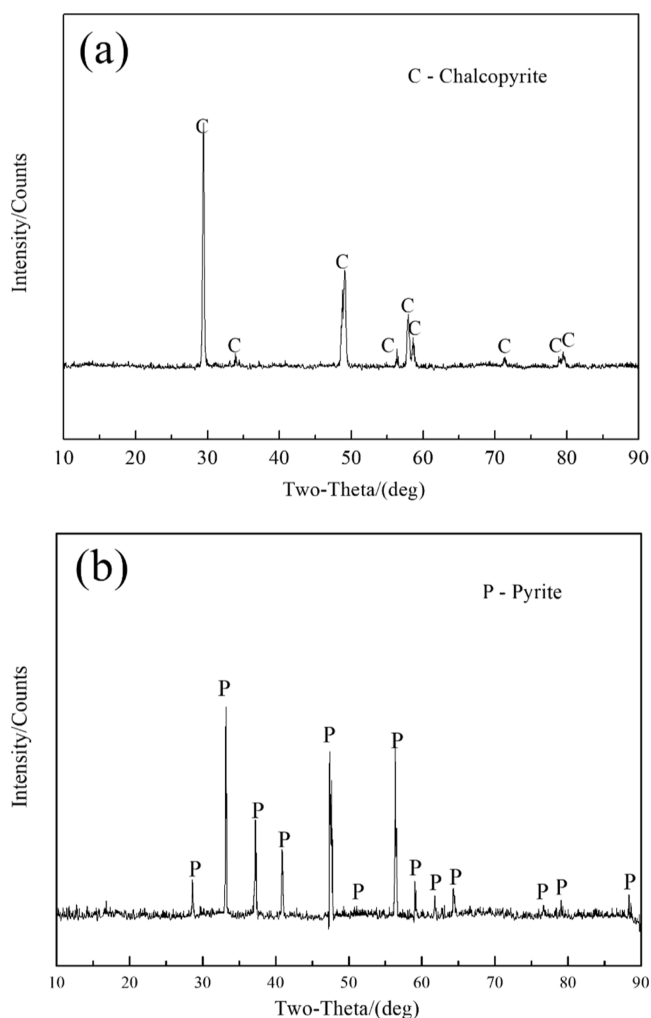 (a)
C - Chalcopyrite
C
C
C
C
C
C
C
C
C
Intensity/Counts
10 20 30 40 50 60 70 80 90
Two-Theta/(deg)
(b)
P - Pyrite
P
P
P
P
P
P
P
P
P
P
P
P
P
Intensity/Counts
10 20 30 40 50 60 70 80 90
Two-Theta/(deg)